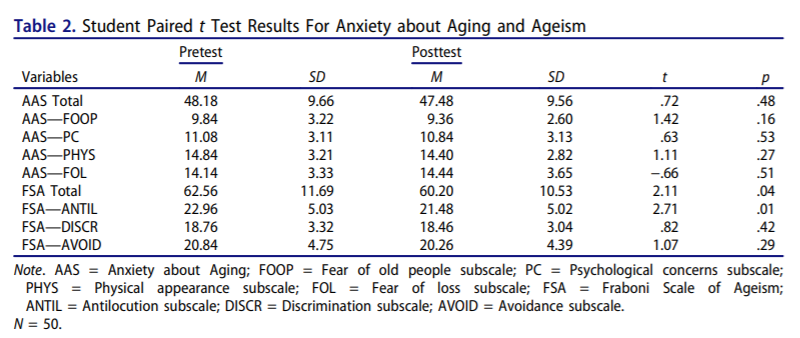 Table 2. Student Paired t Test Results For Anxiety about Aging and Ageism
Pretest Posttest
Variables M SD M SD t p
AAS Total 48.18 9.66 47.48 9.56 .72 .48
AAS—FOOP 9.84 3.22 9.36 2.60 1.42 .16
AAS—PC 11.08 3.11 10.84 3.13 .63 .53
AAS—PHYS 14.84 3.21 14.40 2.82 1.11 .27
AAS—FOL 14.14 3.33 14.44 3.65 −.66 .51
FSA Total 62.56 11.69 60.20 10.53 2.11 .04
FSA—ANTIL 22.96 5.03 21.48 5.02 2.71 .01
FSA—DISCR 18.76 3.32 18.46 3.04 .82 .42
FSA—AVOID 20.84 4.75 20.26 4.39 1.07 .29
Note. AAS = Anxiety about Aging; FOOP = Fear of old people subscale; PC = Psychological concerns subscale;
PHYS = Physical appearance subscale; FOL = Fear of loss subscale; FSA = Fraboni Scale of Ageism;
ANTIL = Antilocution subscale; DISCR = Discrimination subscale; AVOID = Avoidance subscale.
N = 50.